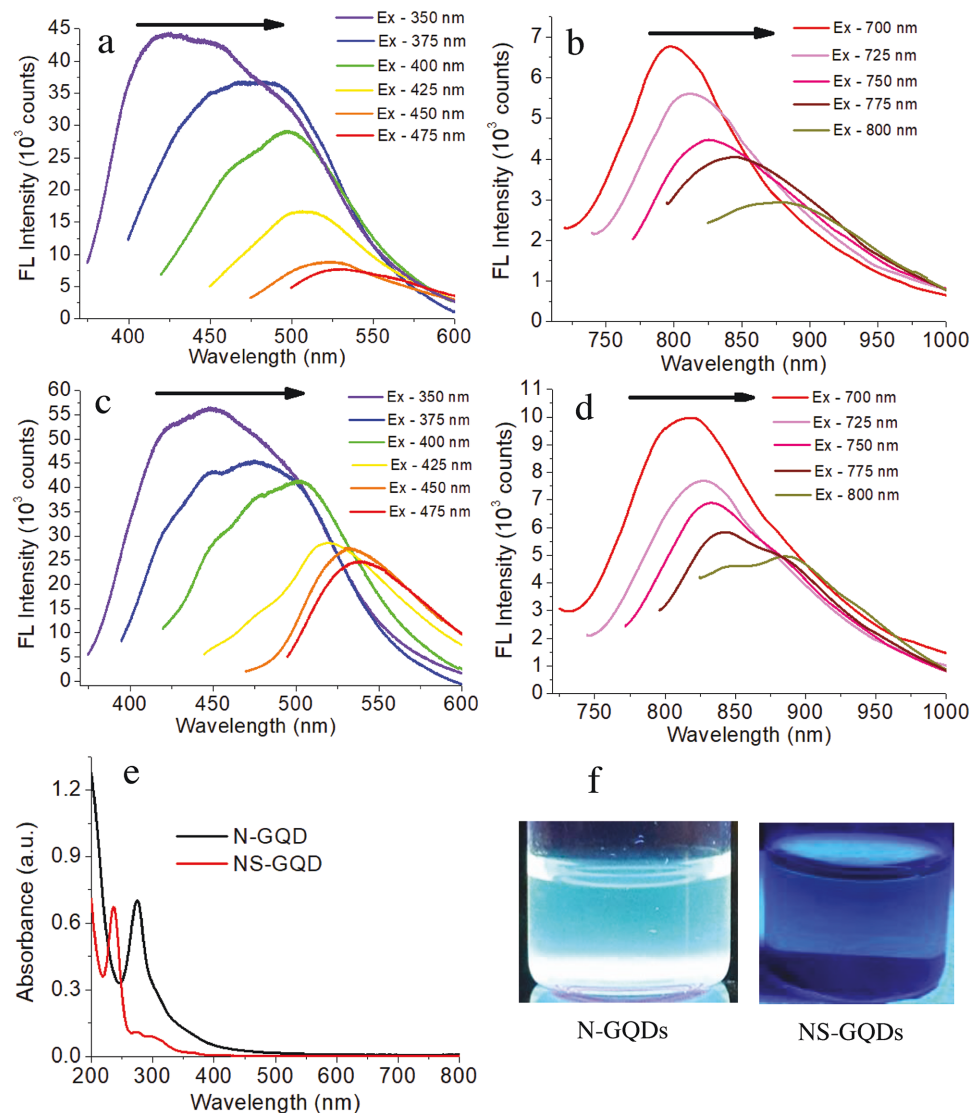 a
FL Intensity (10³ counts)
45
40
35
30
25
20
15
10
5
0
400
450
500
550
600
Wavelength (nm)
Ex - 350 nm
Ex - 375 nm
Ex - 400 nm
Ex - 425 nm
Ex - 450 nm
Ex - 475 nm
b
FL Intensity (10³ counts)
7
6
5
4
3
2
1
0
750
800
850
900
950
1000
Wavelength (nm)
Ex - 700 nm
Ex - 725 nm
Ex - 750 nm
Ex - 775 nm
Ex - 800 nm
c
FL Intensity (10³ counts)
60
55
50
45
40
35
30
25
20
15
10
5
0
400
450
500
550
600
Wavelength (nm)
Ex - 350 nm
Ex - 375 nm
Ex - 400 nm
Ex - 425 nm
Ex - 450 nm
Ex - 475 nm
d
FL Intensity (10³ counts)
11
10
9
8
7
6
5
4
3
2
1
0
750
800
850
900
950
1000
Wavelength (nm)
Ex - 700 nm
Ex - 725 nm
Ex - 750 nm
Ex - 775 nm
Ex - 800 nm
e
Absorbance (a.u.)
1.2
0.9
0.6
0.3
0.0
200
300
400
500
600
700
800
Wavelength (nm)
N-GQD
NS-GQD
f
N-GQDs
NS-GQDs